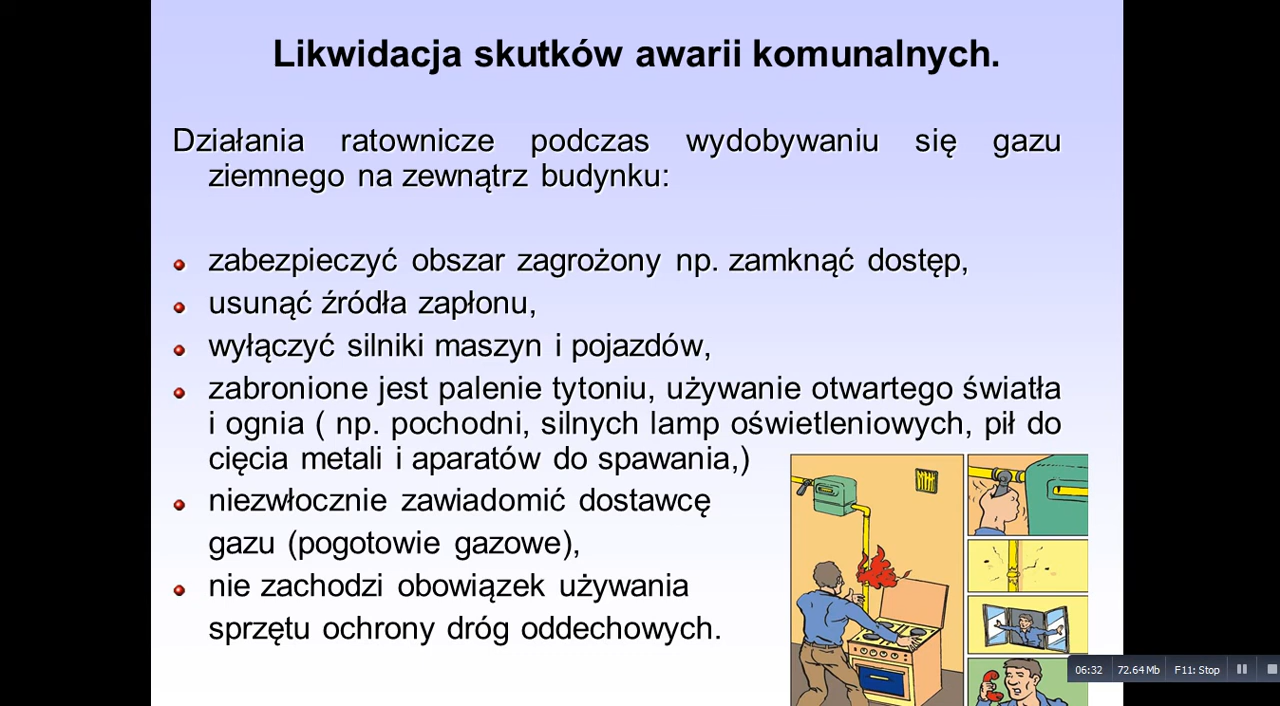 Likwidacja skutków awarii komunalnych.
Działania ratownicze podczas wydobywaniu się gazu
ziemnego na zewnątrz budynku:
zabezpieczyć obszar zagrożony np. zamknąć dostęp,
usunąć źródła zapłonu,
wyłączyć silniki maszyn i pojazdów,
zabronione jest palenie tytoniu, używanie otwartego światła
i ognia ( np. pochodni, silnych lamp oświetleniowych, pił do
cięcia metali i aparatów do spawania,)
niezwłocznie zawiadomić dostawcę
gazu (pogotowie gazowe),
nie zachodzi obowiązek używania
sprzętu ochrony dróg oddechowych.
06:32 72.64 Mb F11: Stop